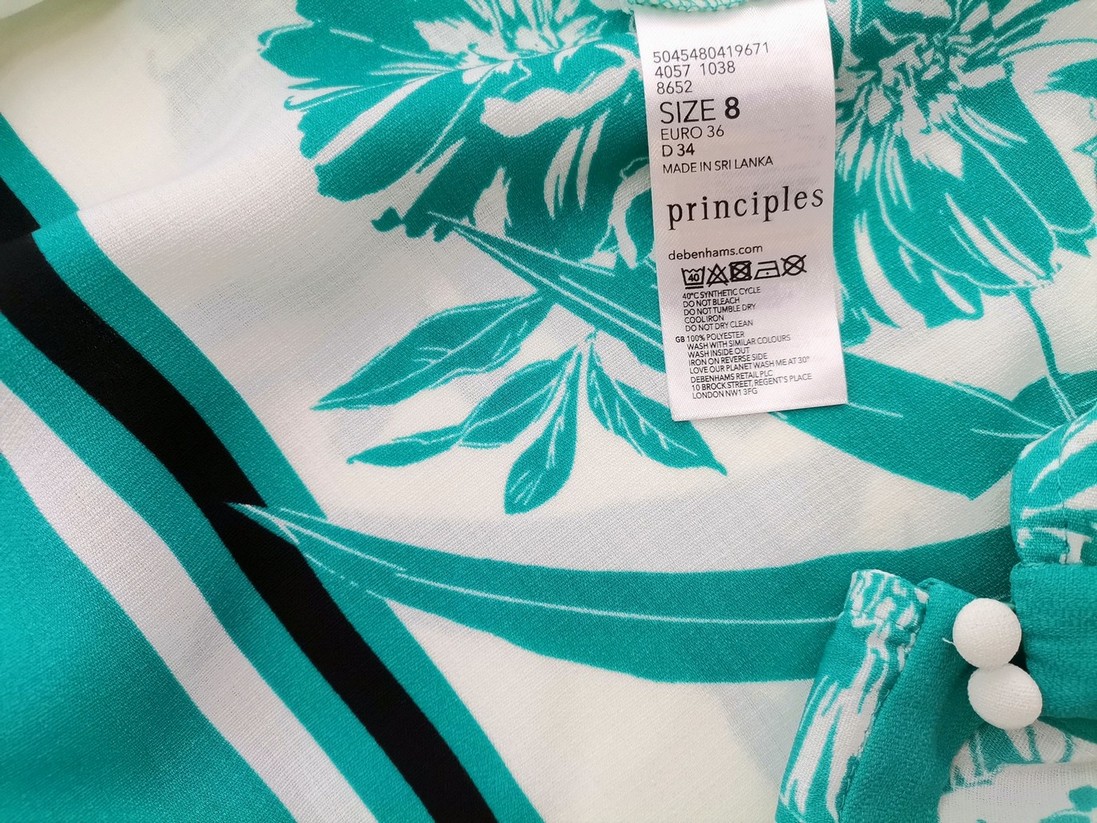 5045480419671
4057 1038
8652
SIZE 8
EURO 36
D 34
MADE IN SRI LANKA
principles
debenhams.com
40
40°C SYNTHETIC CYCLE
DO NOT BLEACH
DO NOT TUMBLE DRY
COOL IRON
DO NOT DRY CLEAN
GB 100% POLYESTER
WASH WITH SIMILAR COLOURS
WASH INSIDE OUT
IRON ON REVERSE SIDE
LOVE OUR PLANET WASH ME AT 30°
DEBENHAMS RETAIL PLC
10 BROCK STREET, REGENT'S PLACE
LONDON NW1 3FG